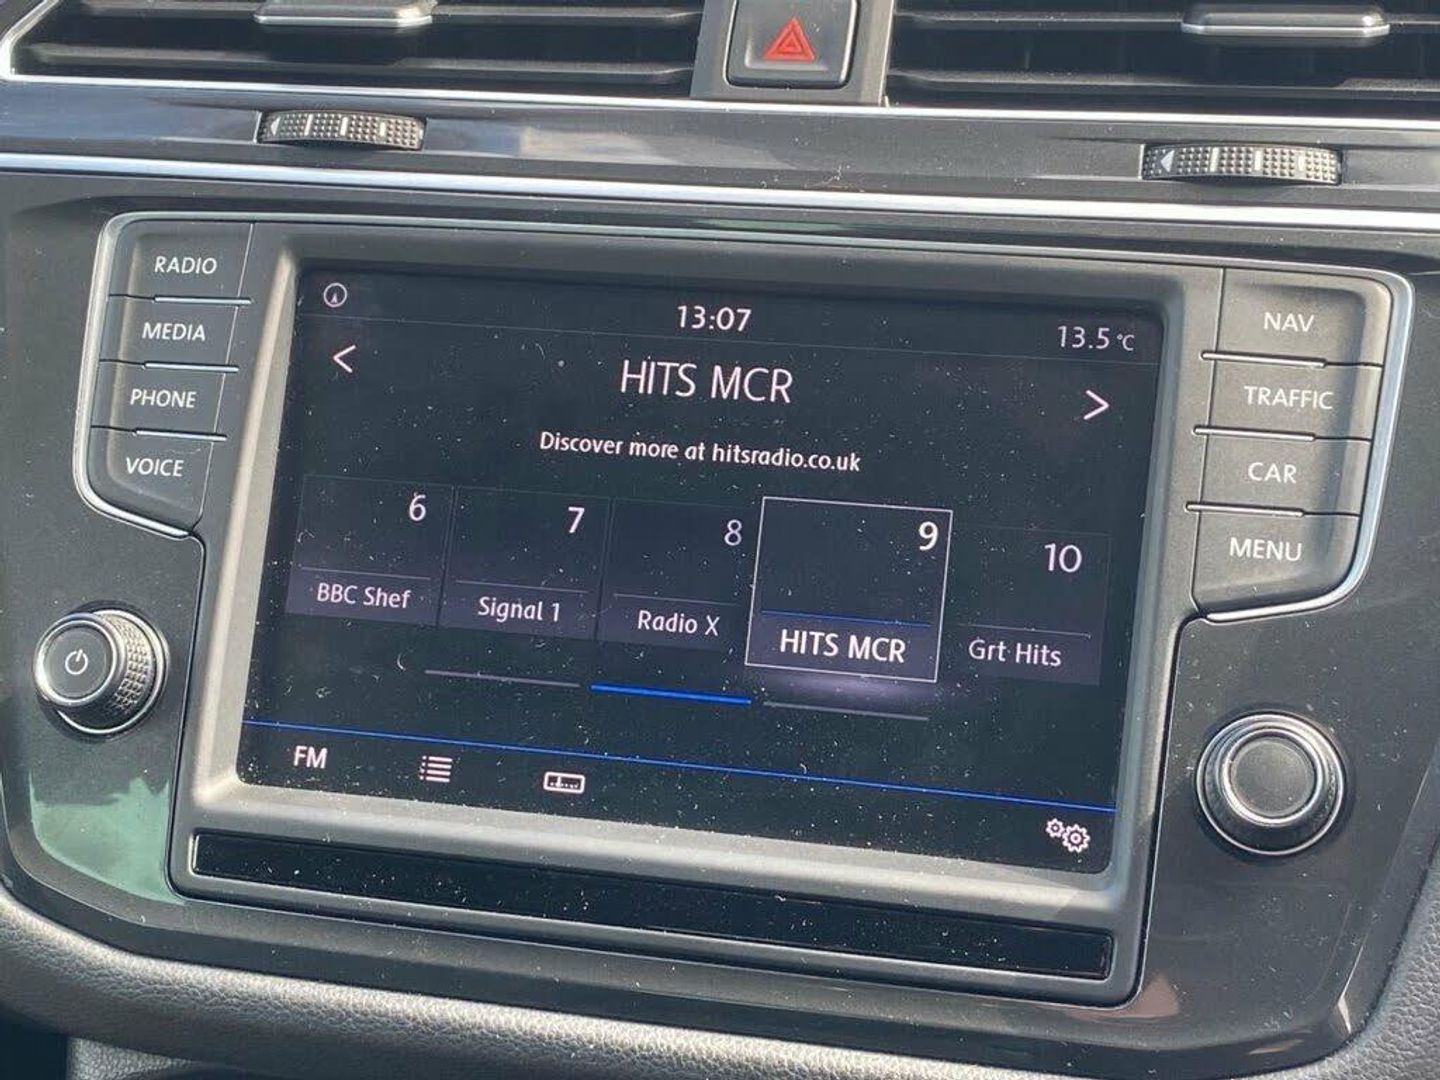 RADIO
MEDIA
PHONE
VOICE
13:07
13.5 °C
<
HITS MCR
>
Discover more at hitsradio.co.uk
6
7
8
9
10
BBC Shef
Signal 1
Radio X
HITS MCR
Grt Hits
FM
NAV
TRAFFIC
CAR
MENU